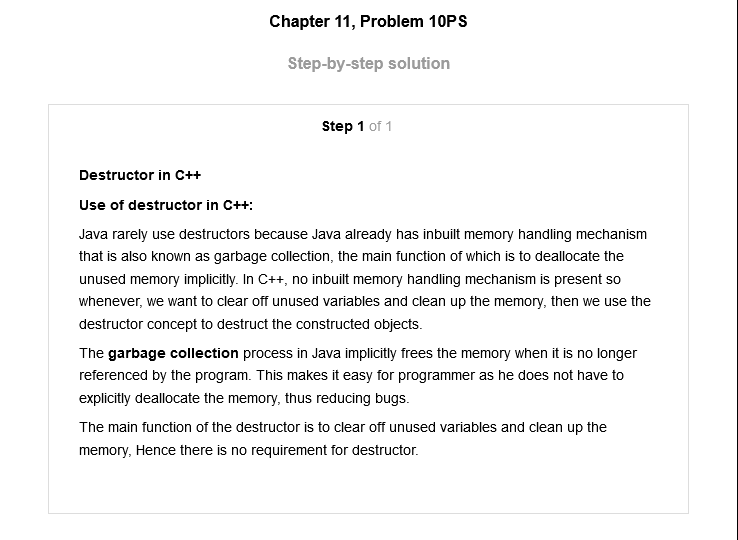 Chapter 11, Problem 10PS
Step-by-step solution
Step 1 of 1
Destructor in C++
Use of destructor in C++:
Java rarely use destructors because Java already has inbuilt memory handling mechanism
that is also known as garbage collection, the main function of which is to deallocate the
unused memory implicitly. In C++, no inbuilt memory handling mechanism is present so
whenever, we want to clear off unused variables and clean up the memory, then we use the
destructor concept to destruct the constructed objects.
The garbage collection process in Java implicitly frees the memory when it is no longer
referenced by the program. This makes it easy for programmer as he does not have to
explicitly deallocate the memory, thus reducing bugs.
The main function of the destructor is to clear off unused variables and clean up the
memory, Hence there is no requirement for destructor.